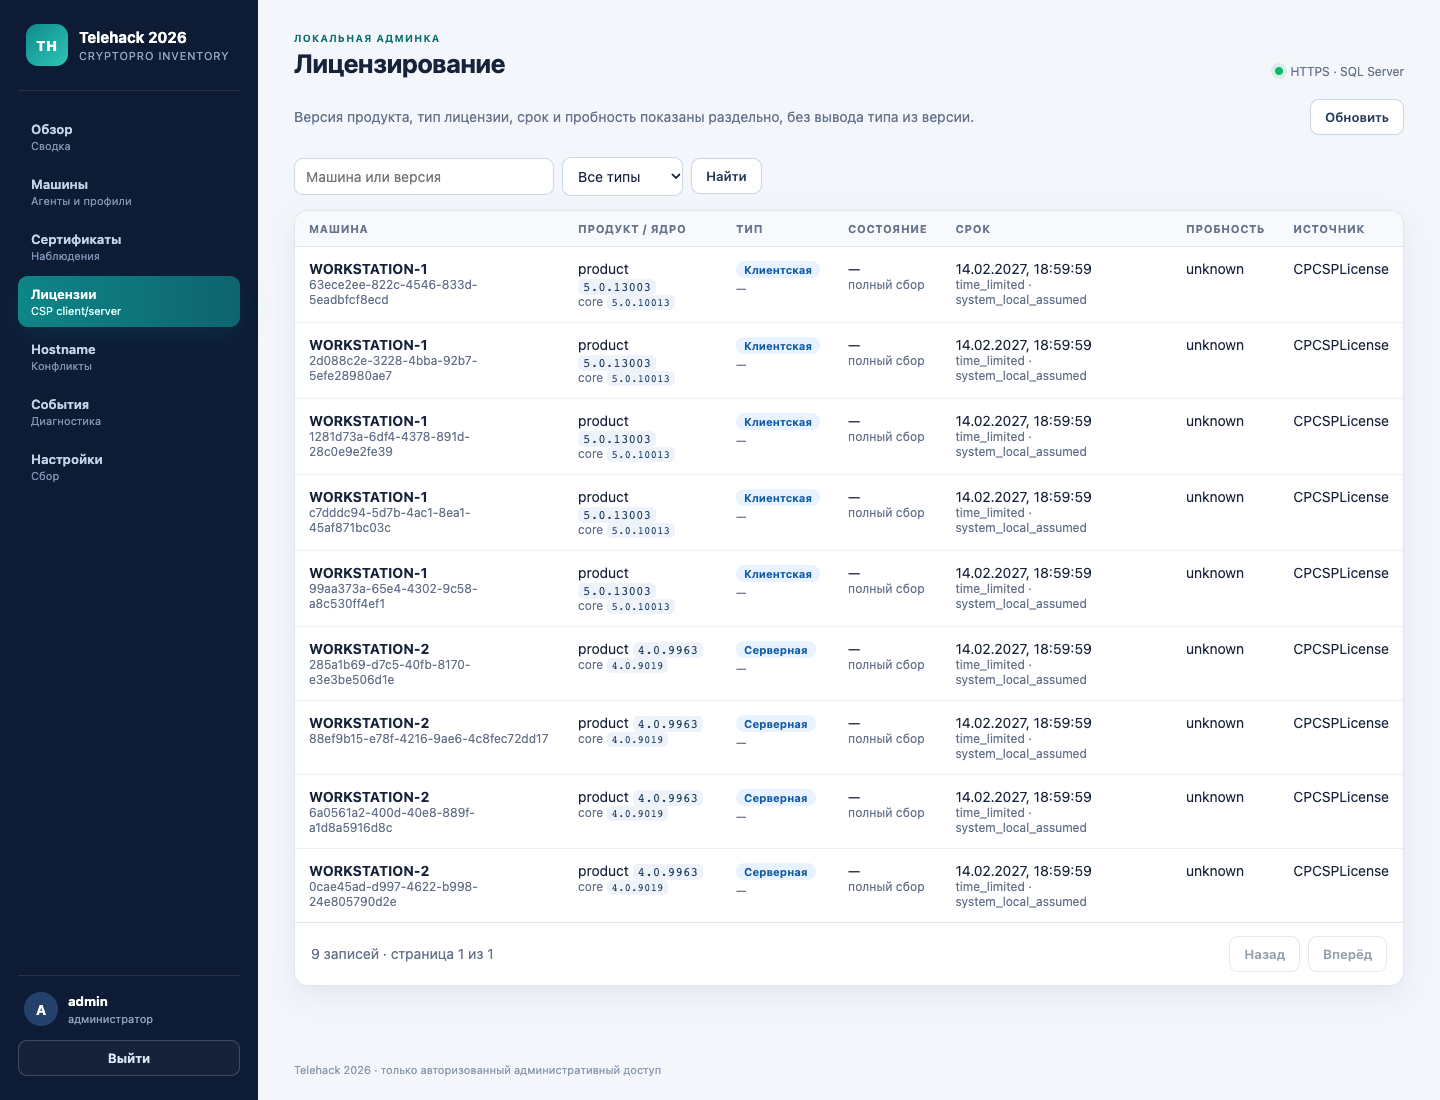 TH
Telehack 2026
CRYPTOPRO INVENTORY
Обзор
Сводка
Машины
Агенты и профили
Сертификаты
Наблюдения
Лицензии
CSP client/server
Hostname
Конфликты
События
Диагностика
Настройки
Сбор
A
admin
администратор
Выйти
ЛОКАЛЬНАЯ АДМИНКА
Лицензирование
HTTPS · SQL Server
Версия продукта, тип лицензии, срок и пробность показаны раздельно, без вывода типа из версии.
Обновить
Машина или версия
Все типы
Найти
МАШИНА ПРОДУКТ / ЯДРО ТИП СОСТОЯНИЕ СРОК ПРОБНОСТЬ ИСТОЧНИК
WORKSTATION-1 product Клиентская — 14.02.2027, 18:59:59 unknown CPCSPLicense
63ece2ee-822c-4546-833d- 5.0.13003 — полный сбор time_limited ·
5eadbfcf8ecd core 5.0.10013 system_local_assumed
WORKSTATION-1 product Клиентская — 14.02.2027, 18:59:59 unknown CPCSPLicense
2d088c2e-3228-4bba-92b7- 5.0.13003 — полный сбор time_limited ·
5efe28980ae7 core 5.0.10013 system_local_assumed
WORKSTATION-1 product Клиентская — 14.02.2027, 18:59:59 unknown CPCSPLicense
1281d73a-6df4-4378-891d- 5.0.13003 — полный сбор time_limited ·
28c0e9e2fe39 core 5.0.10013 system_local_assumed
WORKSTATION-1 product Клиентская — 14.02.2027, 18:59:59 unknown CPCSPLicense
c7dddc94-5d7b-4ac1-8ea1- 5.0.13003 — полный сбор time_limited ·
45af871bc03c core 5.0.10013 system_local_assumed
WORKSTATION-1 product Клиентская — 14.02.2027, 18:59:59 unknown CPCSPLicense
99aa373a-65e4-4302-9c58- 5.0.13003 — полный сбор time_limited ·
a8c530ff4ef1 core 5.0.10013 system_local_assumed
WORKSTATION-2 product 4.0.9963 Серверная — 14.02.2027, 18:59:59 unknown CPCSPLicense
285a1b69-d7c5-40fb-8170- core 4.0.9019 — полный сбор time_limited ·
e3e3be506d1e system_local_assumed
WORKSTATION-2 product 4.0.9963 Серверная — 14.02.2027, 18:59:59 unknown CPCSPLicense
88ef9b15-e78f-4216-9ae6-4c8fec72dd17 core 4.0.9019 — полный сбор time_limited ·
system_local_assumed
WORKSTATION-2 product 4.0.9963 Серверная — 14.02.2027, 18:59:59 unknown CPCSPLicense
6a0561a2-400d-40e8-889f- core 4.0.9019 — полный сбор time_limited ·
a1d8a5916d8c system_local_assumed
WORKSTATION-2 product 4.0.9963 Серверная — 14.02.2027, 18:59:59 unknown CPCSPLicense
0cae45ad-d997-4622-b998- core 4.0.9019 — полный сбор time_limited ·
24e805790d2e system_local_assumed
9 записей · страница 1 из 1
Назад
Вперёд
Telehack 2026 · только авторизованный административный доступ